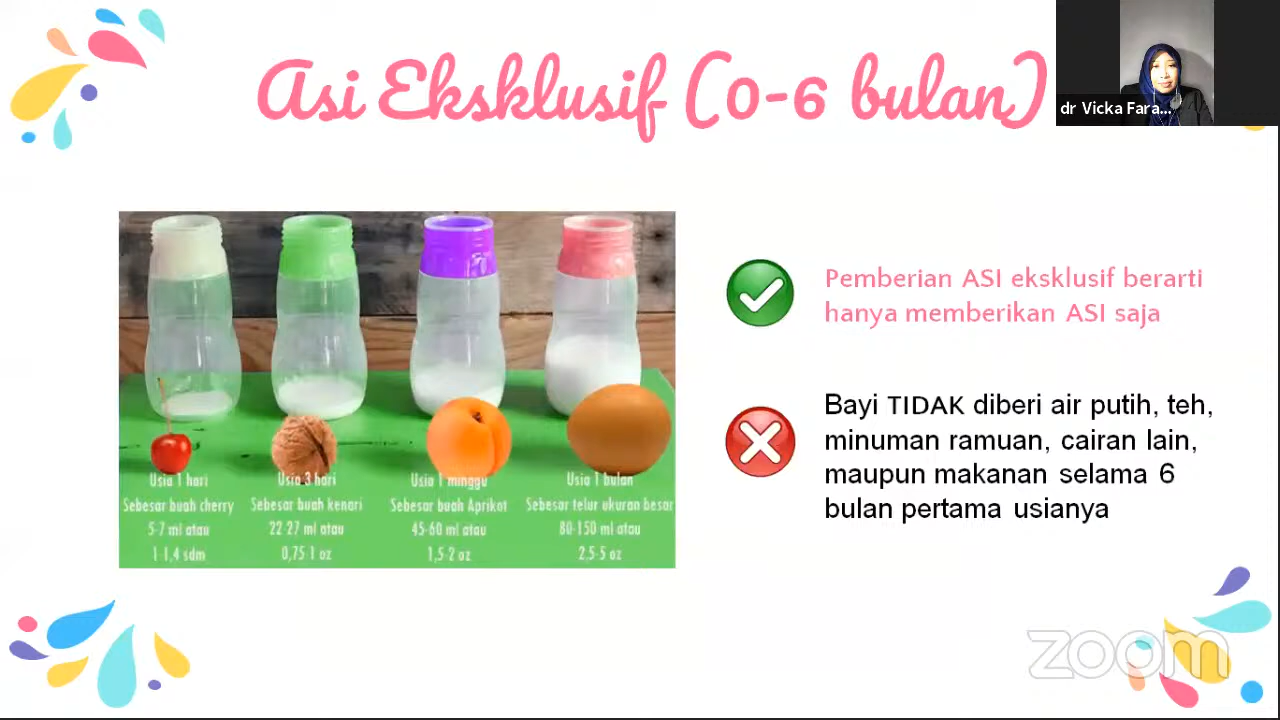 Asi Eksklusif (0-6 bulan)
dr Vicka Fara...
Pemberian ASI eksklusif berarti
hanya memberikan ASI saja
Bayi TIDAK diberi air putih, teh,
minuman ramuan, cairan lain,
maupun makanan selama 6
bulan pertama usianya
Usia 1 hari
Sebesar buah cherry
5-7 ml atau
1-1,4 sdm
Usia 3 hari
Sebesar buah kenari
22-27 ml atau
0,75-1 oz
Usia 1 minggu
Sebesar buah Aprikot
45-60 ml atau
1,5-2 oz
Usia 1 bulan
Sebesar telur ukuran besar
80-150 ml atau
2,5-5 oz
zoom